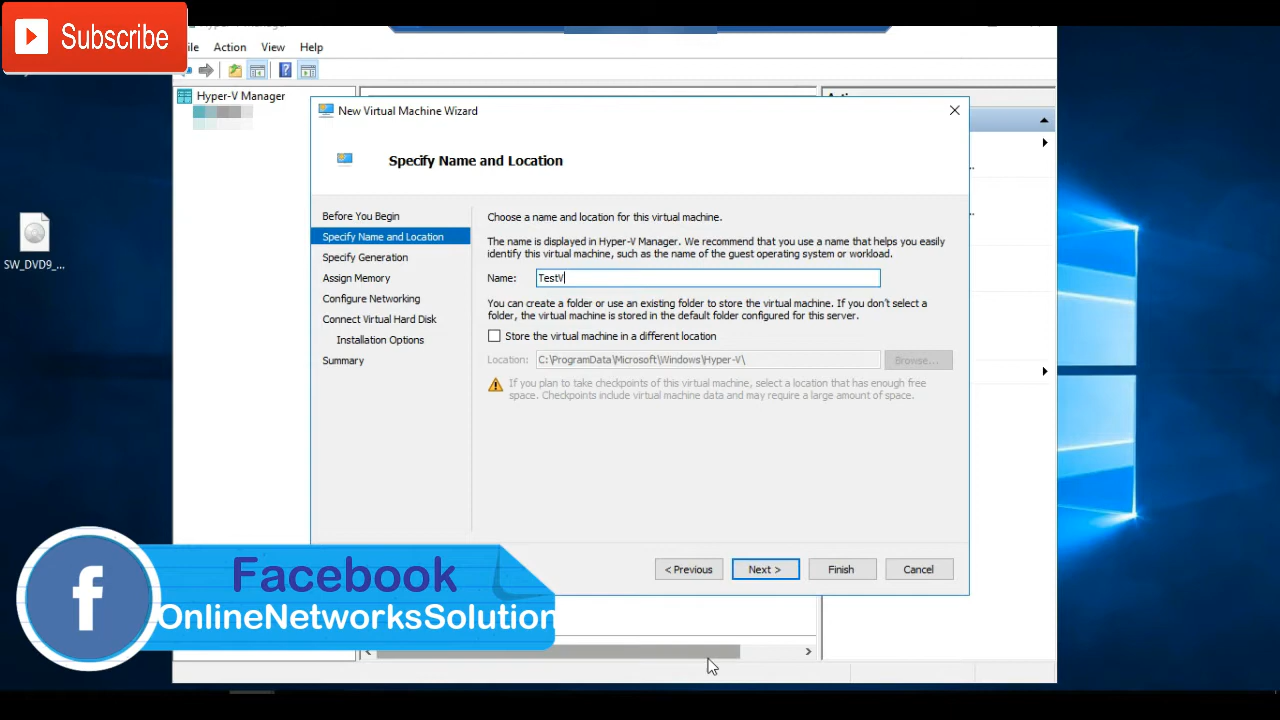 Subscribe
Action View Help
Hyper-V Manager
New Virtual Machine Wizard
Specify Name and Location
Before You Begin
Specify Name and Location
Specify Generation
Assign Memory
Configure Networking
Connect Virtual Hard Disk
Installation Options
Summary
Choose a name and location for this virtual machine.
The name is displayed in Hyper-V Manager. We recommend that you use a name that helps you easily
identify this virtual machine, such as the name of the guest operating system or workload.
Name: TestV
You can create a folder or use an existing folder to store the virtual machine. If you don't select a
folder, the virtual machine is stored in the default folder configured for this server.
Store the virtual machine in a different location
Location: C:\ProgramData\Microsoft\Windows\Hyper-V\ Browse...
If you plan to take checkpoints of this virtual machine, select a location that has enough free
space. Checkpoints include virtual machine data and may require a large amount of space.
< Previous Next > Finish Cancel
SW_DVD9_...
f
Facebook
OnlineNetworksSolution